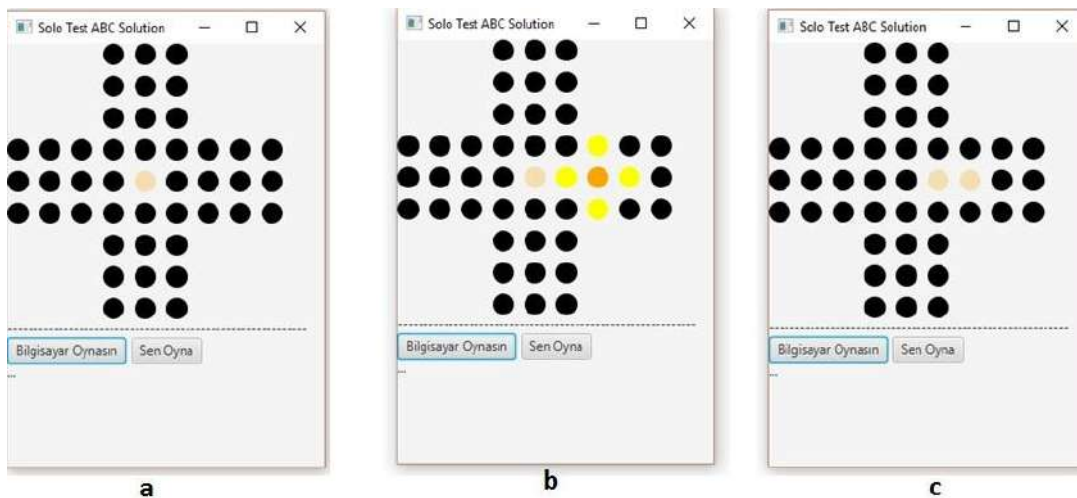 Solo Test ABC Solution
Bilgisayar Oynasın
Sen Oyna
...
a
Solo Test ABC Solution
Bilgisayar Oynasın
Sen Oyna
...
b
Solo Test ABC Solution
Bilgisayar Oynasın
Sen Oyna
...
c